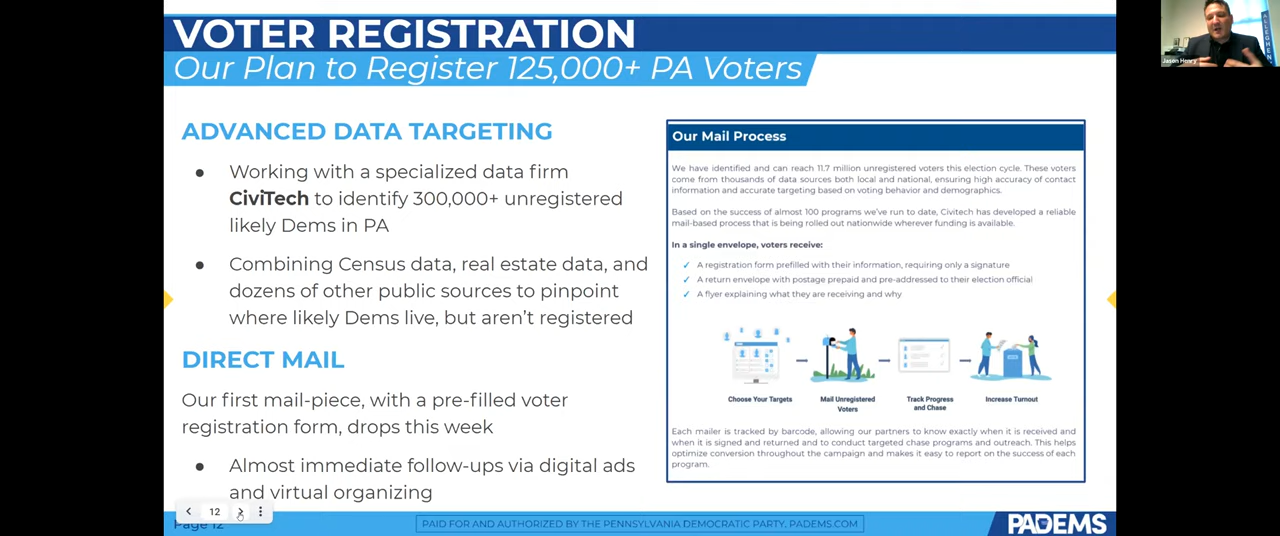 VOTER REGISTRATION
Our Plan to Register 125,000+ PA Voters
ADVANCED DATA TARGETING
● Working with a specialized data firm
CiviTech to identify 300,000+ unregistered
likely Dems in PA
● Combining Census data, real estate data, and
dozens of other public sources to pinpoint
where likely Dems live, but aren't registered
DIRECT MAIL
Our first mail-piece, with a pre-filled voter
registration form, drops this week
● Almost immediate follow-ups via digital ads
and virtual organizing
Our Mail Process
We have identified and can reach 11.7 million unregistered voters this election cycle. These voters
come from thousands of data sources both local and national, ensuring high accuracy of contact
information and accurate targeting based on voting behavior and demographics.
Based on the success of almost 100 programs we've run to date, Civitech has developed a reliable
mail-based process that is being rolled out nationwide wherever funding is available.
In a single envelope, voters receive:
✓ A registration form prefilled with their information, requiring only a signature
✓ A return envelope with postage prepaid and pre-addressed to their election official
✓ A flyer explaining what they are receiving and why
Choose Your Targets
Mail Unregistered
Voters
Track Progress
and Chase
Increase Turnout
Each mailer is tracked by barcode, allowing our partners to know exactly when it is received and
when it is signed and returned and to conduct targeted chase programs and outreach. This helps
optimize conversion throughout the campaign and makes it easy to report on the success of each
program.
12
Page 12
PAID FOR AND AUTHORIZED BY THE PENNSYLVANIA DEMOCRATIC PARTY. PADEMS.COM
PADEMS
Jason Henry
ALLEGHEN